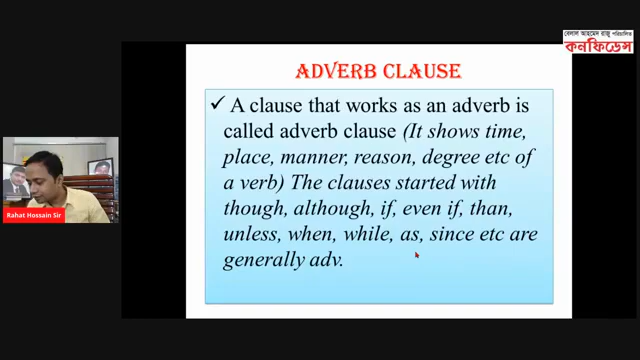 বেলাল আহমেদ রাজু পরিচালিত
কনফিডেন্স
ADVERB CLAUSE
✓ A clause that works as an adverb is
called adverb clause (It shows time,
place, manner, reason, degree etc of
a verb) The clauses started with
though, although, if, even if, than,
unless, when, while, as, since etc are
generally adv.
Rahat Hossain Sir